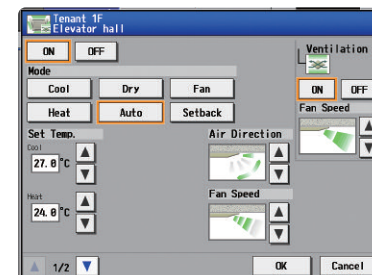 Tenant 1F
Elevator hall
ON OFF
Ventilation
Mode
Cool Dry Fan
ON OFF
Heat Auto Setback
Fan Speed
Set Temp.
Air Direction
Cool
27.0°C
Heat
Fan Speed
24.0°C
1/2
OK Cancel